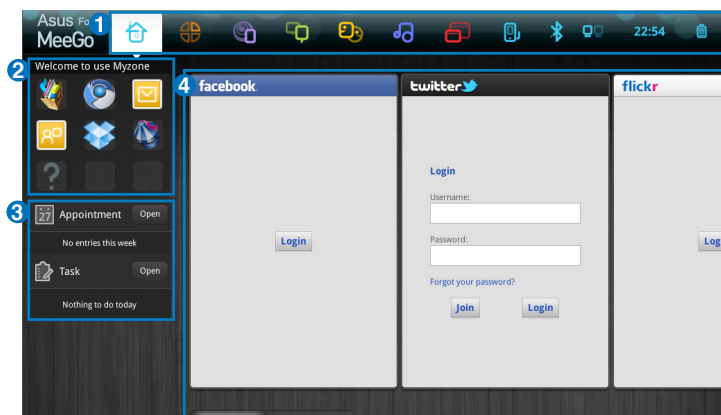 Asus For
MeeGo
1
22:54
2
Welcome to use Myzone
?
3
27
Appointment
Open
No entries this week
Task
Open
Nothing to do today
4
facebook.
Login
twitter
Login
Username:
Password:
Forgot your password?
Join
Login
flickr
Log